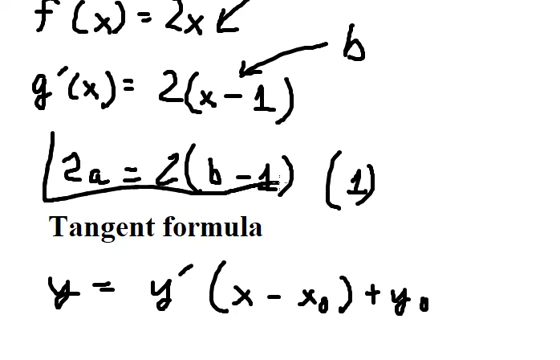 f'(x) = 2x
b
g'(x) = 2(x - 1)
2a = 2(b - 1) (1)
Tangent formula
y = y'(x - x₀) + y₀